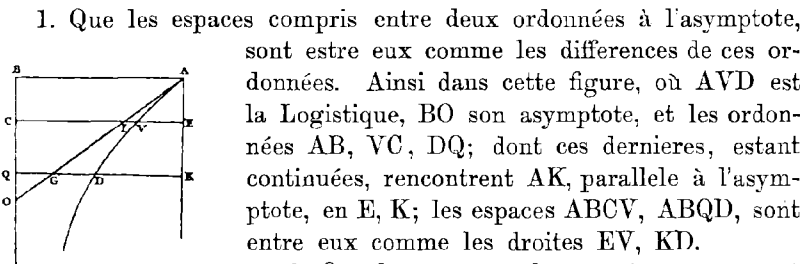 1. Que les espaces compris entre deux ordonnées à l'asymptote,
sont estre eux comme les differences de ces or-
données. Ainsi dans cette figure, où AVD est
la Logistique, BO son asymptote, et les ordon-
nées AB, VC, DQ; dont ces dernieres, estant
continuées, rencontrent AK, parallele à l'asym-
ptote, en E, K; les espaces ABCV, ABQD, sont
entre eux comme les droites EV, KD.
B A
C V E
Q G D K
O